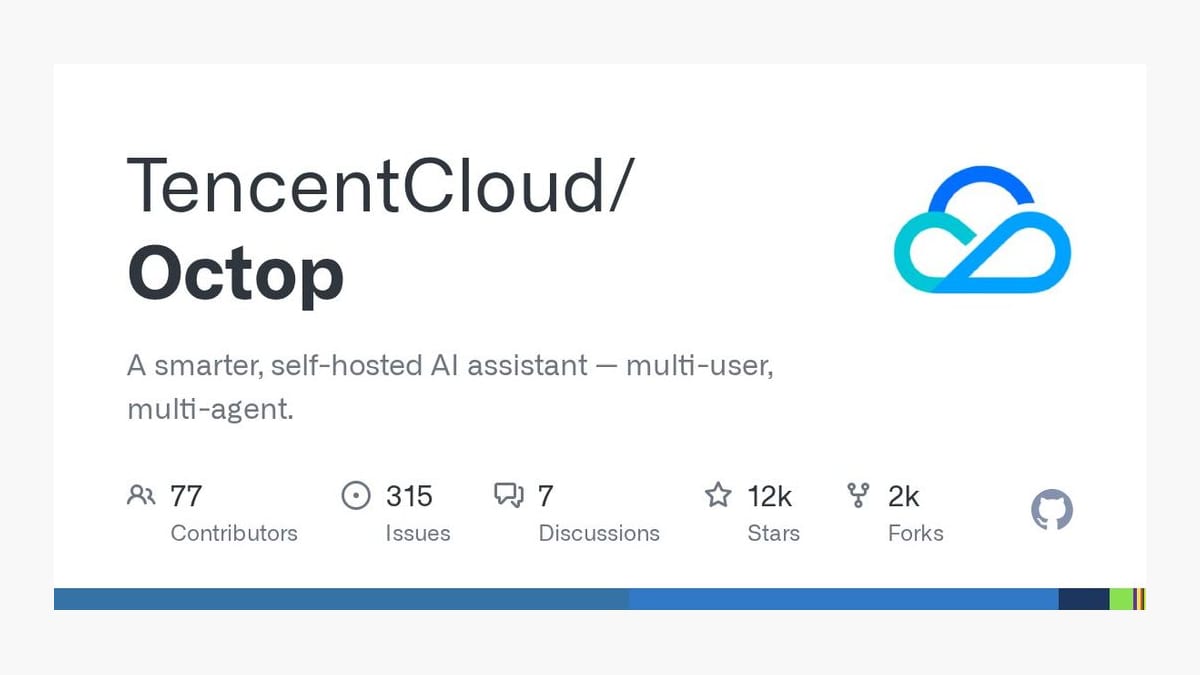 TencentCloud/
Octop
A smarter, self-hosted AI assistant — multi-user,
multi-agent.
77
Contributors
315
Issues
7
Discussions
12k
Stars
2k
Forks